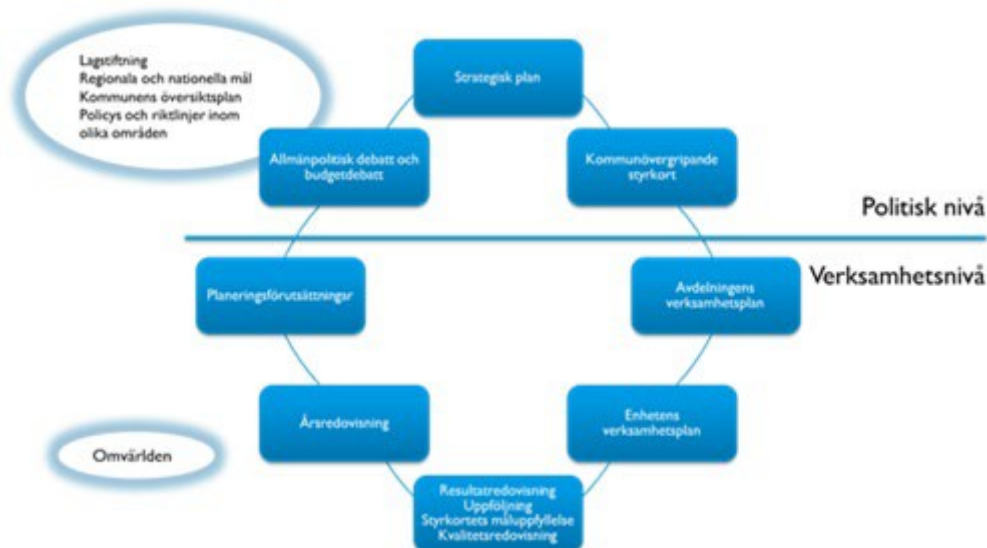 Lagstiftning
Regionala och nationella mål
Kommunens översiktsplan
Policys och riktlinjer inom
olika områden
Strategisk plan
Allmänpolitisk debatt och
budgetdebatt
Kommunövergripande
styrkort
Politisk nivå
Verksamhetsnivå
Planeringsförutsättningar
Avdelningens
verksamhetsplan
Årsredovisning
Enhetens
verksamhetsplan
Omvärlden
Resultatredovisning
Uppföljning
Styrkortets måluppfyllelse
Kvalitetsredovisning